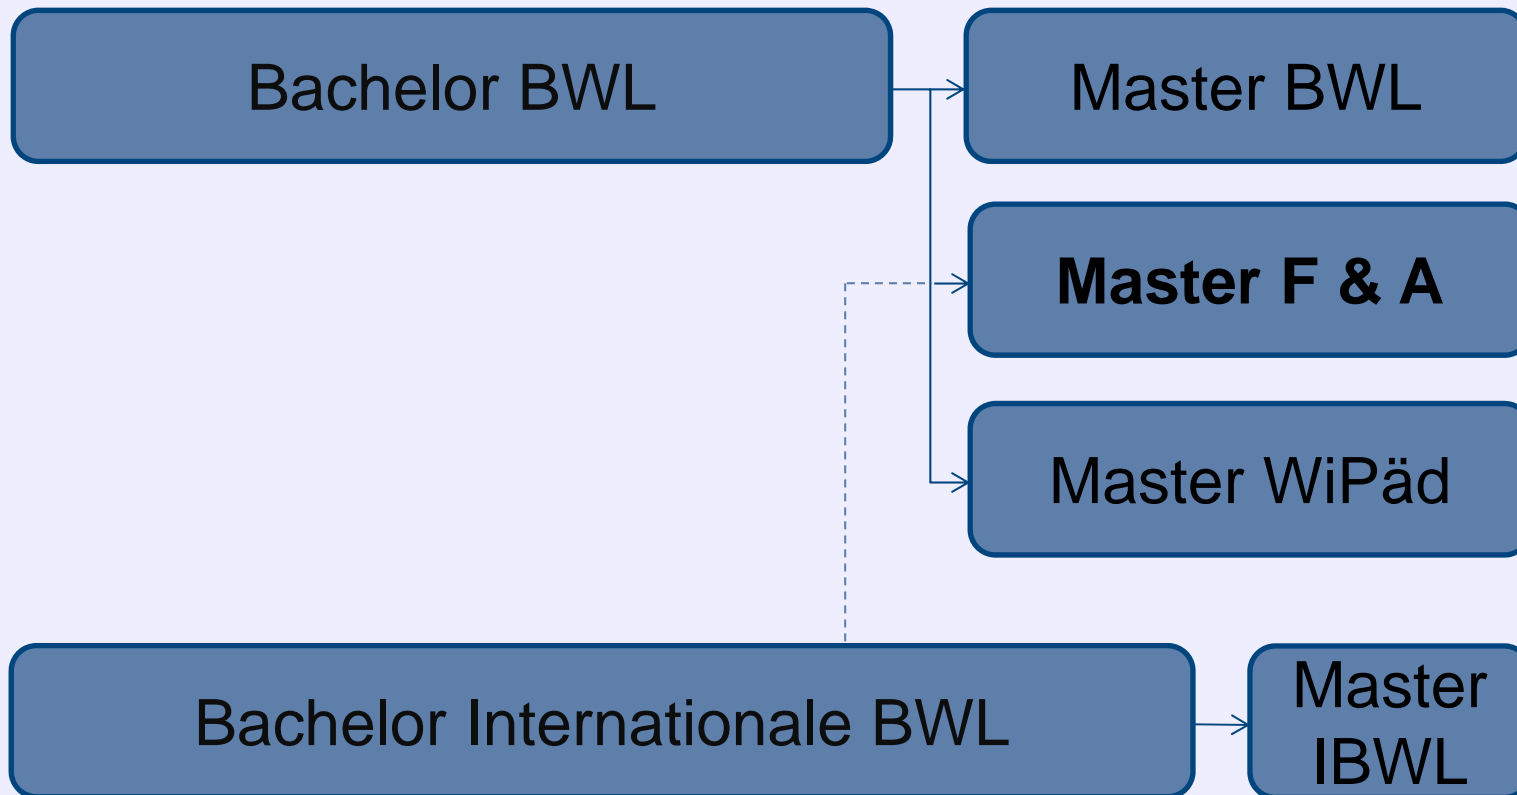 Bachelor BWL
Master BWL
Master F & A
Master WiPäd
Bachelor Internationale BWL
Master
IBWL